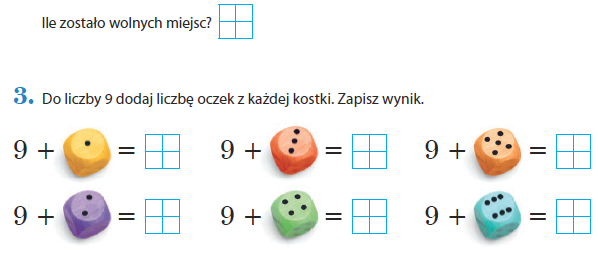 Ile zostało wolnych miejsc?
3. Do liczby 9 dodaj liczbę oczek z każdej kostki. Zapisz wynik.
9 + = 9 + = 9 + =
9 + = 9 + = 9 + =